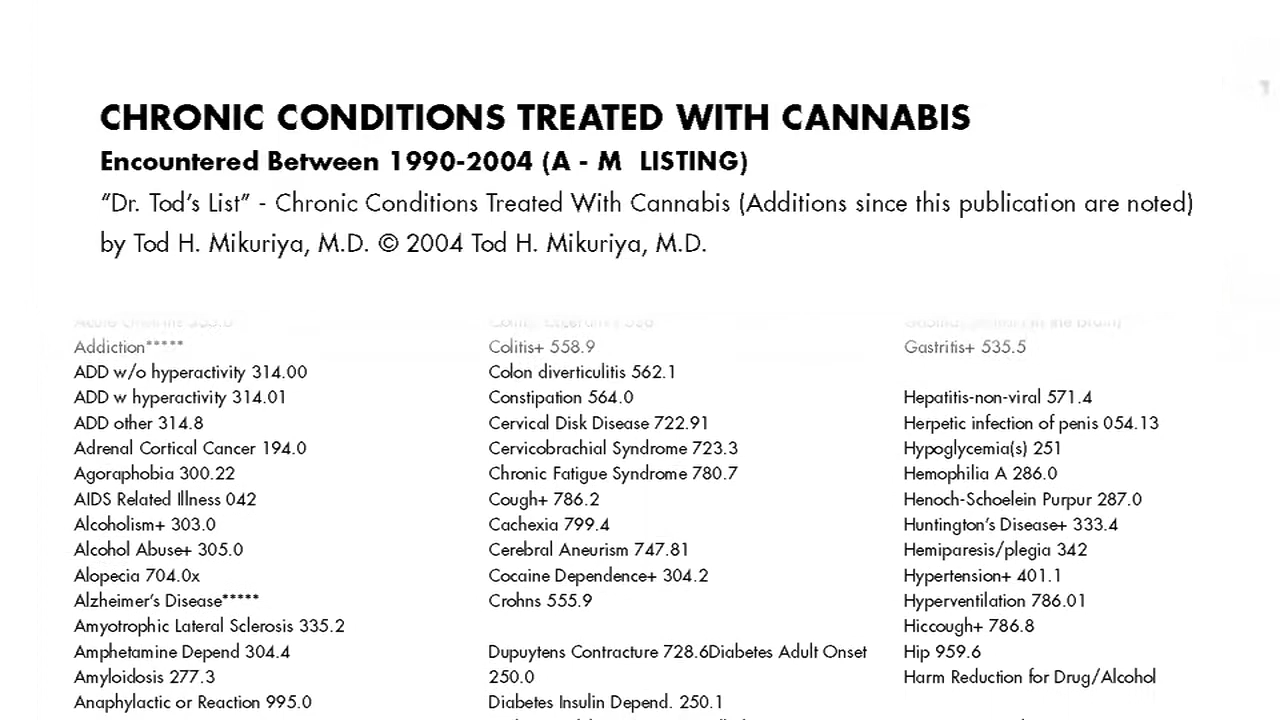 CHRONIC CONDITIONS TREATED WITH CANNABIS
Encountered Between 1990-2004 (A - M LISTING)
“Dr. Tod’s List” - Chronic Conditions Treated With Cannabis (Additions since this publication are noted)
by Tod H. Mikuriya, M.D. © 2004 Tod H. Mikuriya, M.D.
Addiction*****
ADD w/o hyperactivity 314.00
ADD w hyperactivity 314.01
ADD other 314.8
Adrenal Cortical Cancer 194.0
Agoraphobia 300.22
AIDS Related Illness 042
Alcoholism+ 303.0
Alcohol Abuse+ 305.0
Alopecia 704.0x
Alzheimer’s Disease*****
Amyotrophic Lateral Sclerosis 335.2
Amphetamine Depend 304.4
Amyloidosis 277.3
Anaphylactic or Reaction 995.0
Colitis+ 558.9
Colon diverticulitis 562.1
Constipation 564.0
Cervical Disk Disease 722.91
Cervicobrachial Syndrome 723.3
Chronic Fatigue Syndrome 780.7
Cough+ 786.2
Cachexia 799.4
Cerebral Aneurism 747.81
Cocaine Dependence+ 304.2
Crohns 555.9
Dupuytens Contracture 728.6Diabetes Adult Onset
250.0
Diabetes Insulin Depend. 250.1
Gastritis+ 535.5
Hepatitis-non-viral 571.4
Herpetic infection of penis 054.13
Hypoglycemia(s) 251
Hemophilia A 286.0
Henoch-Schoelein Purpur 287.0
Huntington’s Disease+ 333.4
Hemiparesis/plegia 342
Hypertension+ 401.1
Hyperventilation 786.01
Hiccough+ 786.8
Hip 959.6
Harm Reduction for Drug/Alcohol